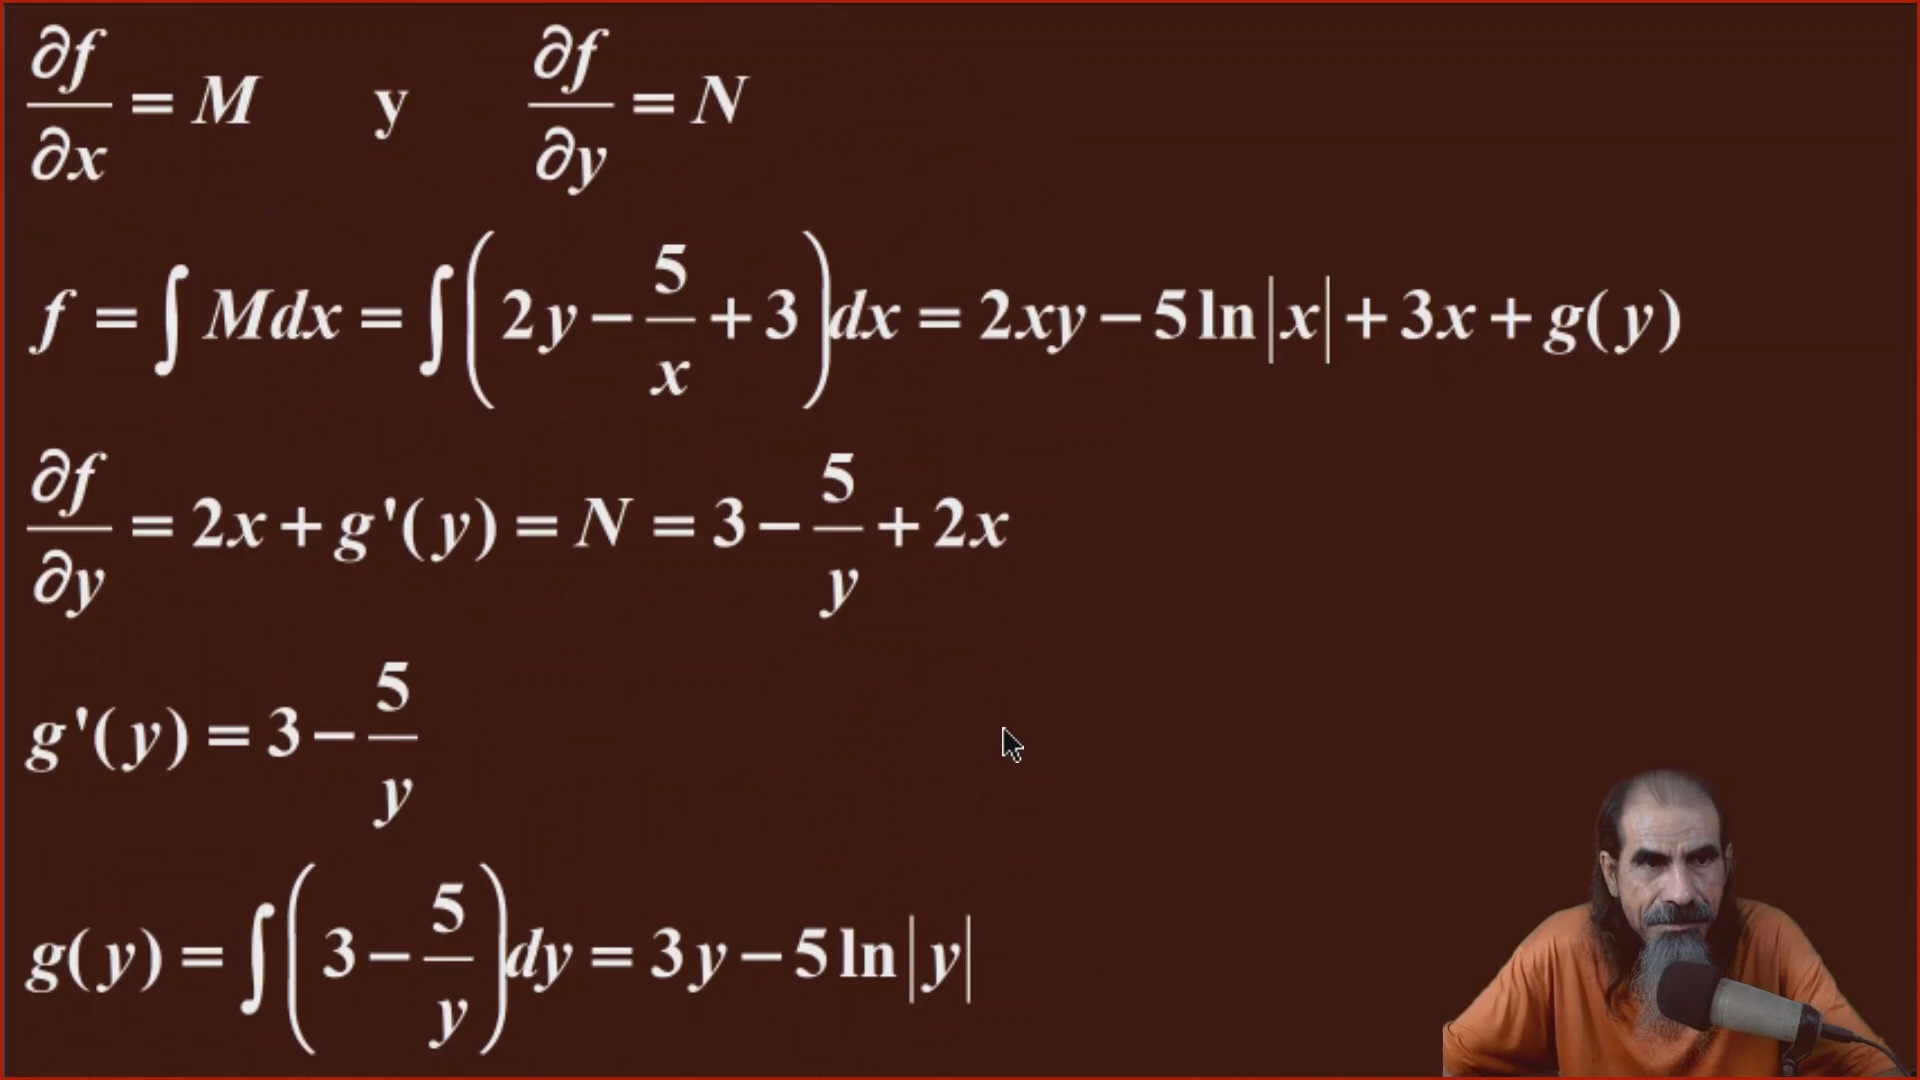 ∂f/∂x = M y ∂f/∂y = N
f = ∫ Mdx = ∫(2y − 5/x + 3)dx = 2xy − 5 ln|x| + 3x + g(y)
∂f/∂y = 2x + g'(y) = N = 3 − 5/y + 2x
g'(y) = 3 − 5/y
g(y) = ∫(3 − 5/y)dy = 3y − 5 ln|y|